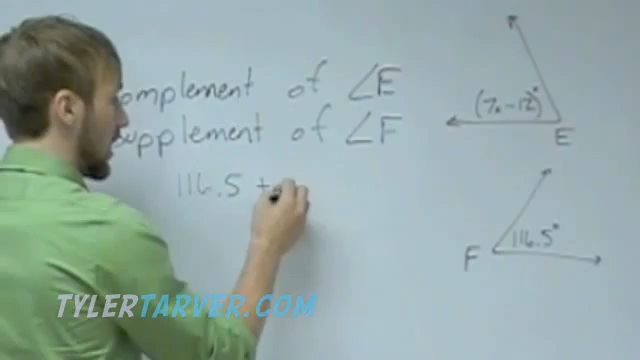 omplement of ∠E
upplement of ∠F
116.5 +
(7x-12)°
E
116.5°
F
TYLERTARVER.COM